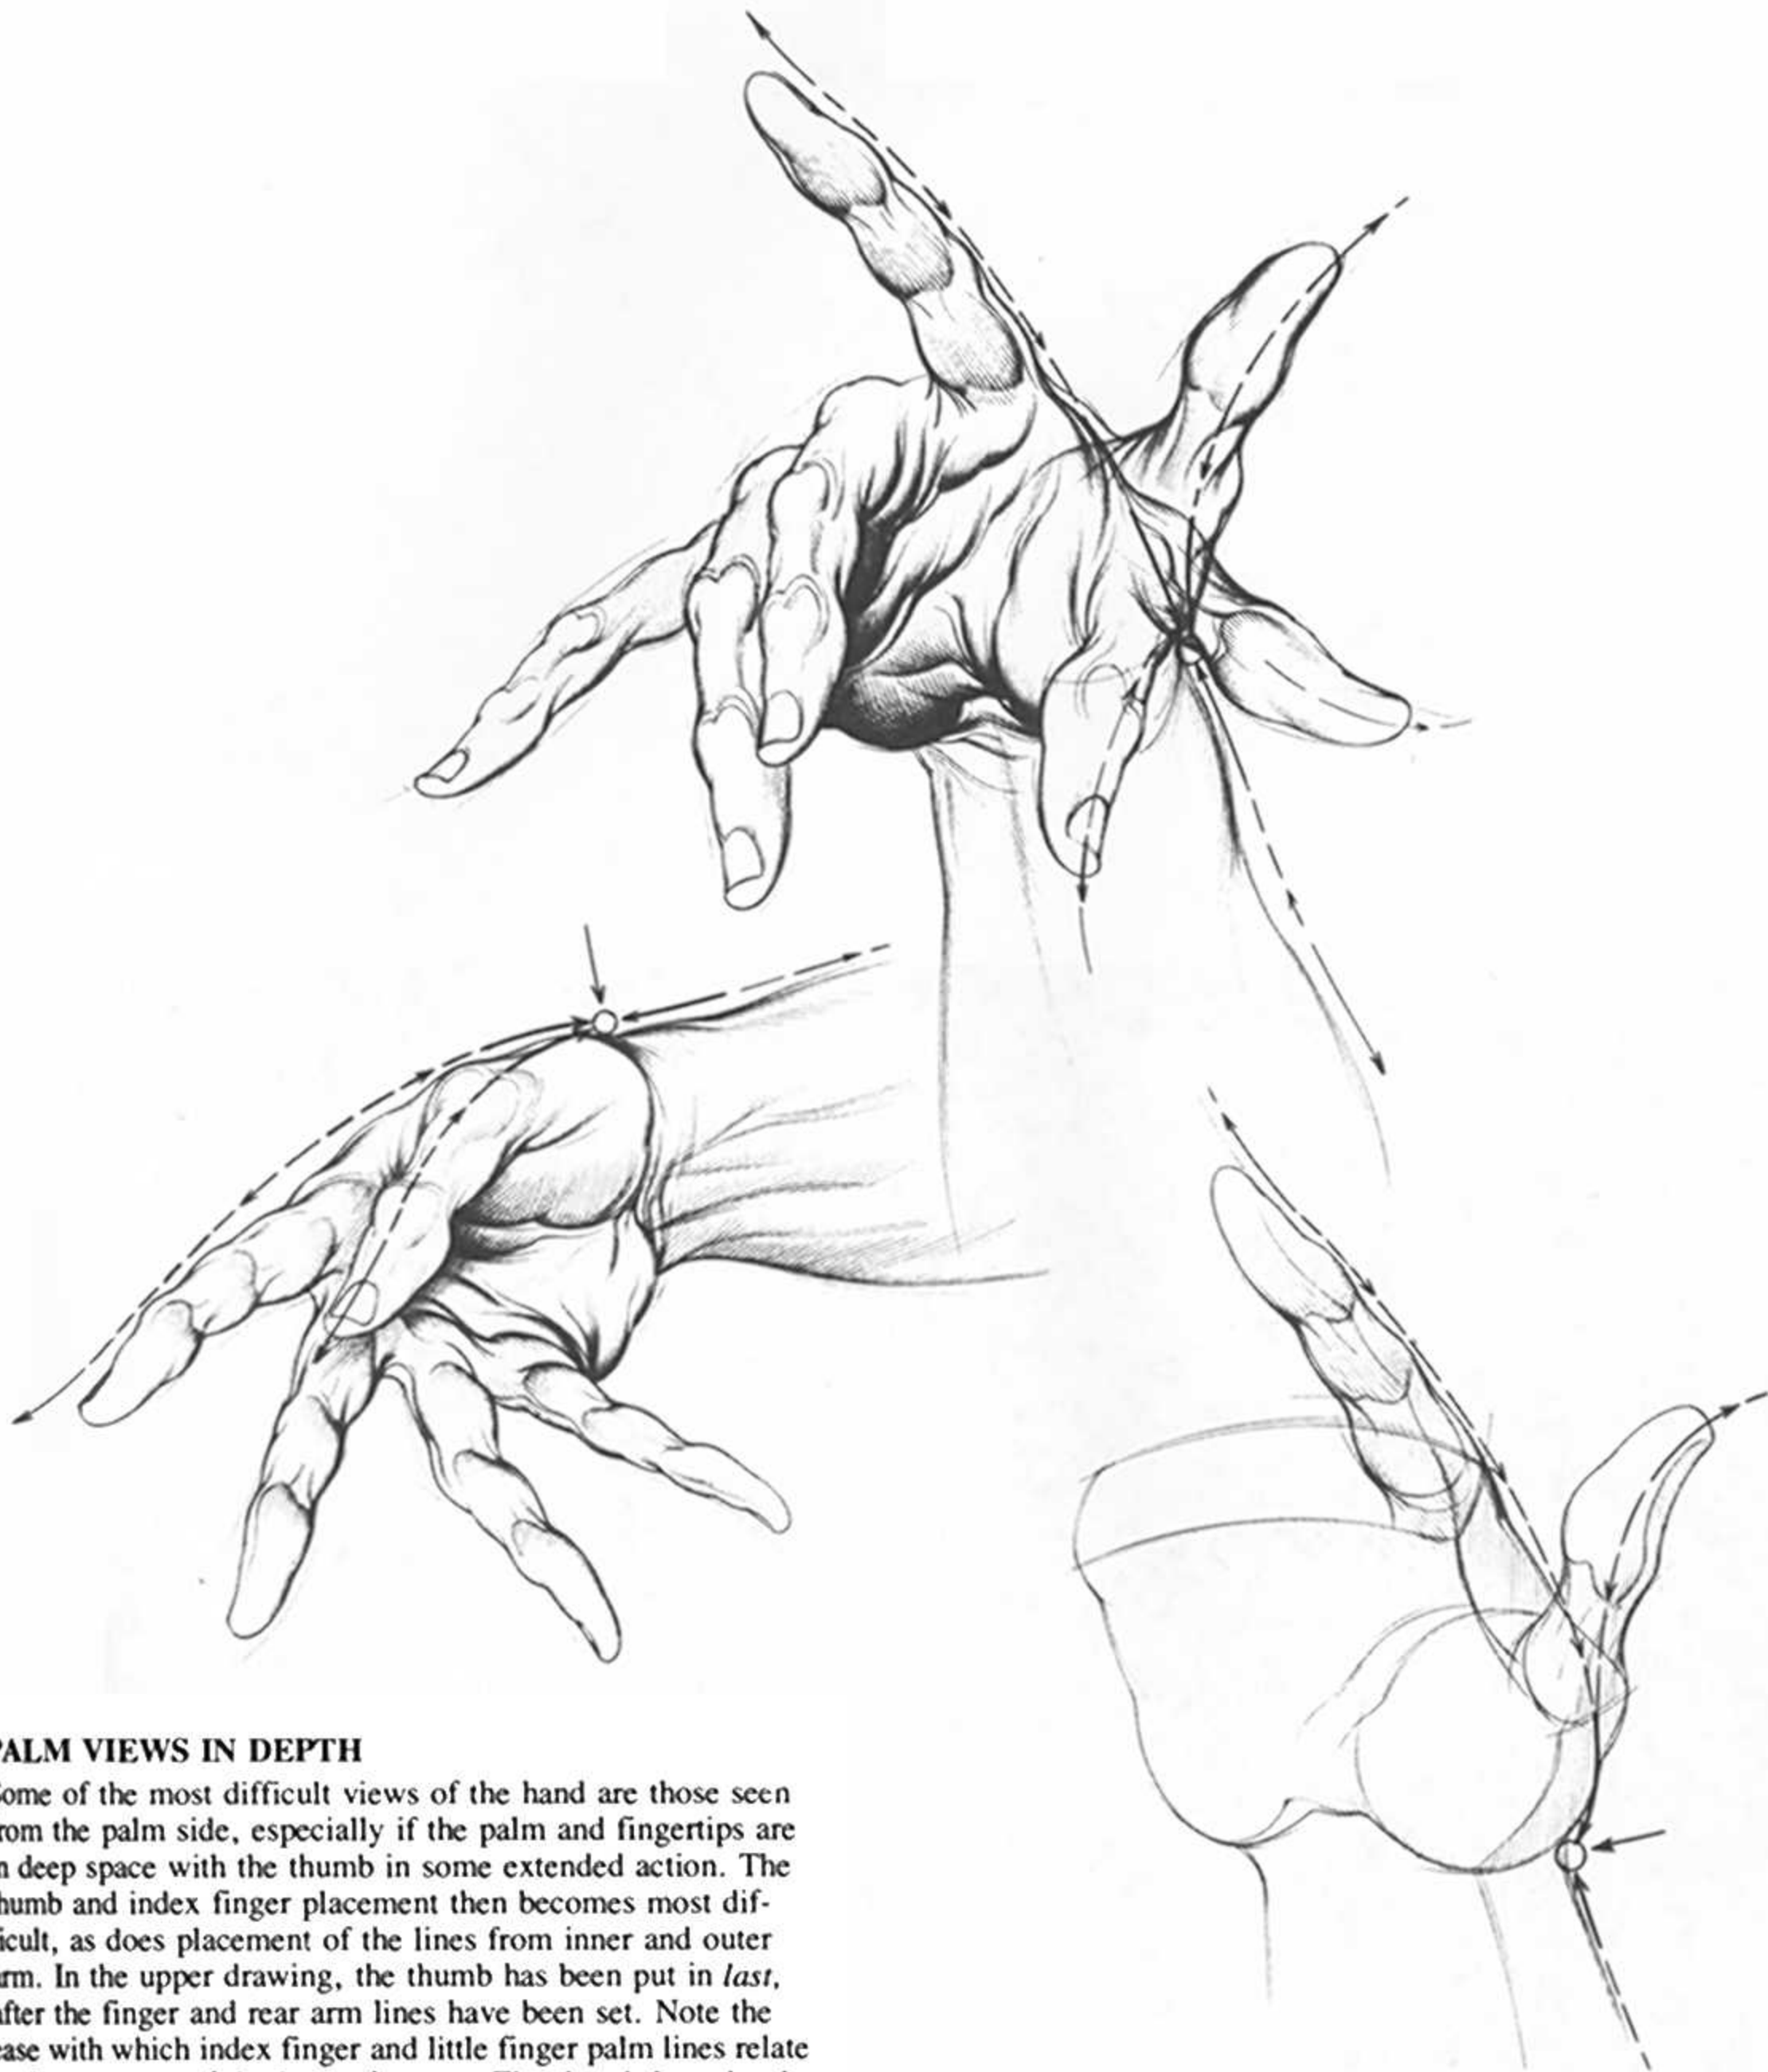 PALM VIEWS IN DEPTH
Some of the most difficult views of the hand are those seen
from the palm side, especially if the palm and fingertips are
in deep space with the thumb in some extended action. The
thumb and index finger placement then becomes most dif-
ficult, as does placement of the lines from inner and outer
arm. In the upper drawing, the thumb has been put in last,
after the finger and rear arm lines have been set. Note the
ease with which index finger and little finger palm lines relate